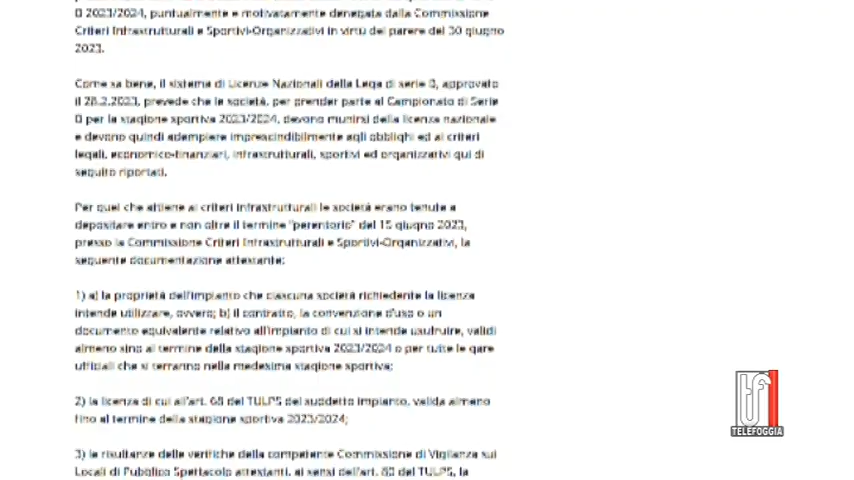 B 2023/2024, puntualmente e motivatamente denegata dalla Commissione
Criteri Infrastrutturali e Sportivi-Organizzativi in virtù del parere del 30 giugno
2023.
Come sa bene, il sistema di Licenze Nazionali della Lega di serie B, approvato
il 28.2.2023, prevede che le società, per prender parte al Campionato di Serie
B per la stagione sportiva 2023/2024, devono munirsi della licenza nazionale
e devono quindi adempiere imprescindibilmente agli obblighi ed ai criteri
legali, economico-finanziari, infrastrutturali, sportivi ed organizzativi qui di
seguito riportati.
Per quel che attiene ai criteri infrastrutturali le società erano tenute a
depositare entro e non oltre il termine "perentorio" del 15 giugno 2023,
presso la Commissione Criteri Infrastrutturali e Sportivi-Organizzativi, la
seguente documentazione attestante:
1) a) la proprietà dell'impianto che ciascuna società richiedente la licenza
intende utilizzare, ovvero; b) il contratto, la convenzione d'uso o un
documento equivalente relativo all'impianto di cui si intende usufruire, validi
almeno sino al termine della stagione sportiva 2023/2024 o per tutte le gare
ufficiali che si terranno nella medesima stagione sportiva;
2) la licenza di cui all'art. 68 del TULPS del suddetto impianto, valida almeno
fino al termine della stagione sportiva 2023/2024;
3) le risultanze delle verifiche della competente Commissione di Vigilanza sui
Locali di Pubblico Spettacolo attestanti, ai sensi dell'art. 80 del TULPS, la
tf
TELEFOGGIA